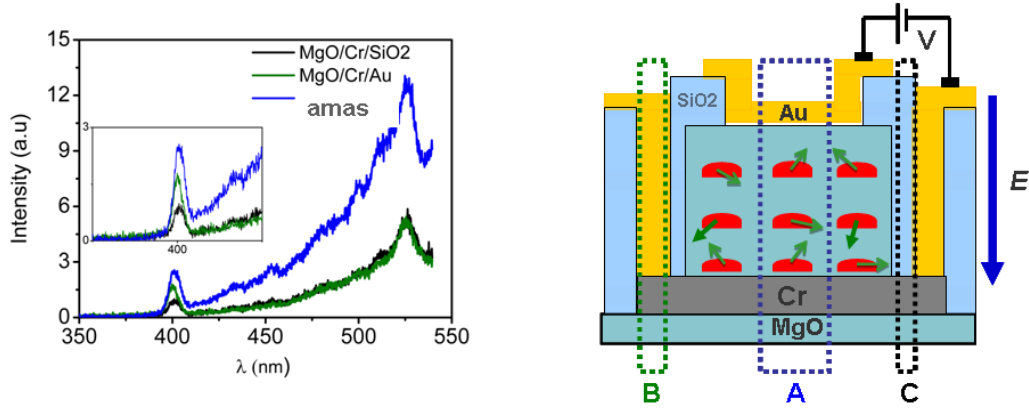 15
12
9
6
3
0
Intensity (a.u)
MgO/Cr/SiO2
MgO/Cr/Au
amas
3
0
400
350
400
450
500
550
λ (nm)
V
SiO2
Au
E
Cr
MgO
B
A
C